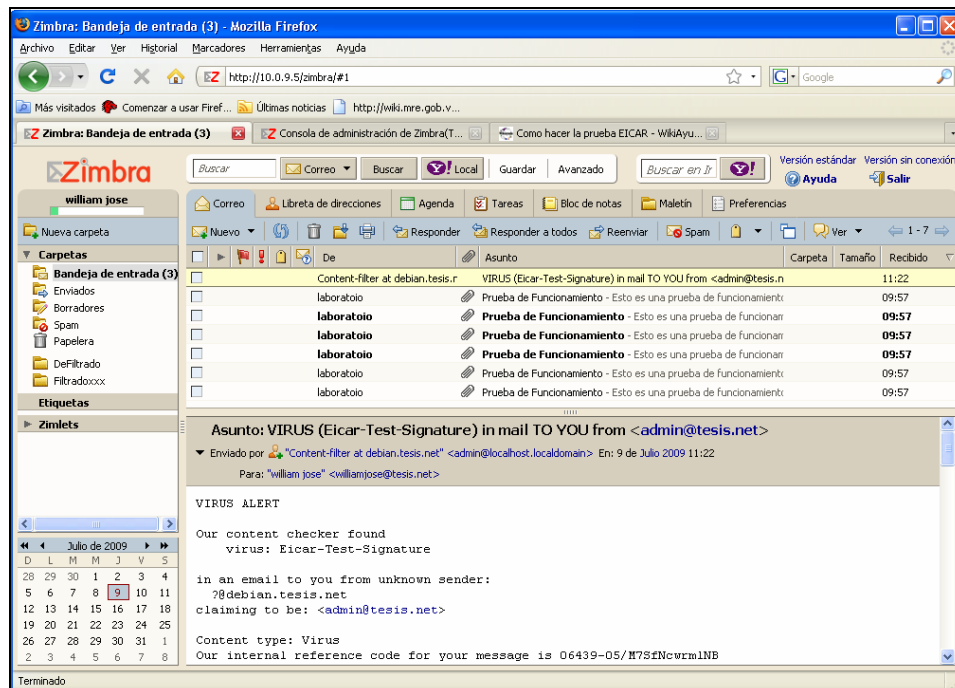 Zimbra: Bandeja de entrada (3) - Mozilla Firefox
Archivo Editar Ver Historial Marcadores Herramientas Ayuda
http://10.0.9.5/zimbra/#1 Google
Más visitados Comenzar a usar Firef... Últimas noticias http://wiki.mre.gob.v...
Zimbra: Bandeja de entrada (3) Consola de administración de Zimbra(T... Como hacer la prueba EICAR - WikiAyu...
Zimbra
Buscar Correo Buscar Y! Local Guardar Avanzado Buscar en Ir Y! Versión estándar Versión sin conexión
Ayuda Salir
william jose
Correo Libreta de direcciones Agenda Tareas Bloc de notas Maletín Preferencias
Nueva carpeta
Nuevo Responder Responder a todos Reenviar Spam Ver 1 - 7
Carpetas
Bandeja de entrada (3)
Enviados
Borradores
Spam
Papelera
DeFiltrado
Filtradoxxx
Etiquetas
Zimlets
De Asunto Carpeta Tamaño Recibido
Content-filter at debian.tesis.r VIRUS (Eicar-Test-Signature) in mail TO YOU from <admin@tesis.n 11:22
laboratoio Prueba de Funcionamiento - Esto es una prueba de funcionamiento 09:57
laboratoio Prueba de Funcionamiento - Esto es una prueba de funcionam 09:57
laboratoio Prueba de Funcionamiento - Esto es una prueba de funcionam 09:57
laboratoio Prueba de Funcionamiento - Esto es una prueba de funcionam 09:57
laboratoio Prueba de Funcionamiento - Esto es una prueba de funcionamiento 09:57
laboratoio Prueba de Funcionamiento - Esto es una prueba de funcionamiento 09:57
Asunto: VIRUS (Eicar-Test-Signature) in mail TO YOU from <admin@tesis.net>
Enviado por "Content-filter at debian.tesis.net" <admin@localhost.localdomain> En: 9 de Julio 2009 11:22
Para: "william jose" <williamjose@tesis.net>
VIRUS ALERT
Our content checker found
virus: Eicar-Test-Signature
in an email to you from unknown sender:
?@debian.tesis.net
claiming to be: <admin@tesis.net>
Content type: Virus
Our internal reference code for your message is 06439-05/M7SfNcwrmlNB
Julio de 2009
D L M M J V S
28 29 30 1 2 3 4
5 6 7 8 9 10 11
12 13 14 15 16 17 18
19 20 21 22 23 24 25
26 27 28 29 30 31 1
2 3 4 5 6 7 8
Terminado